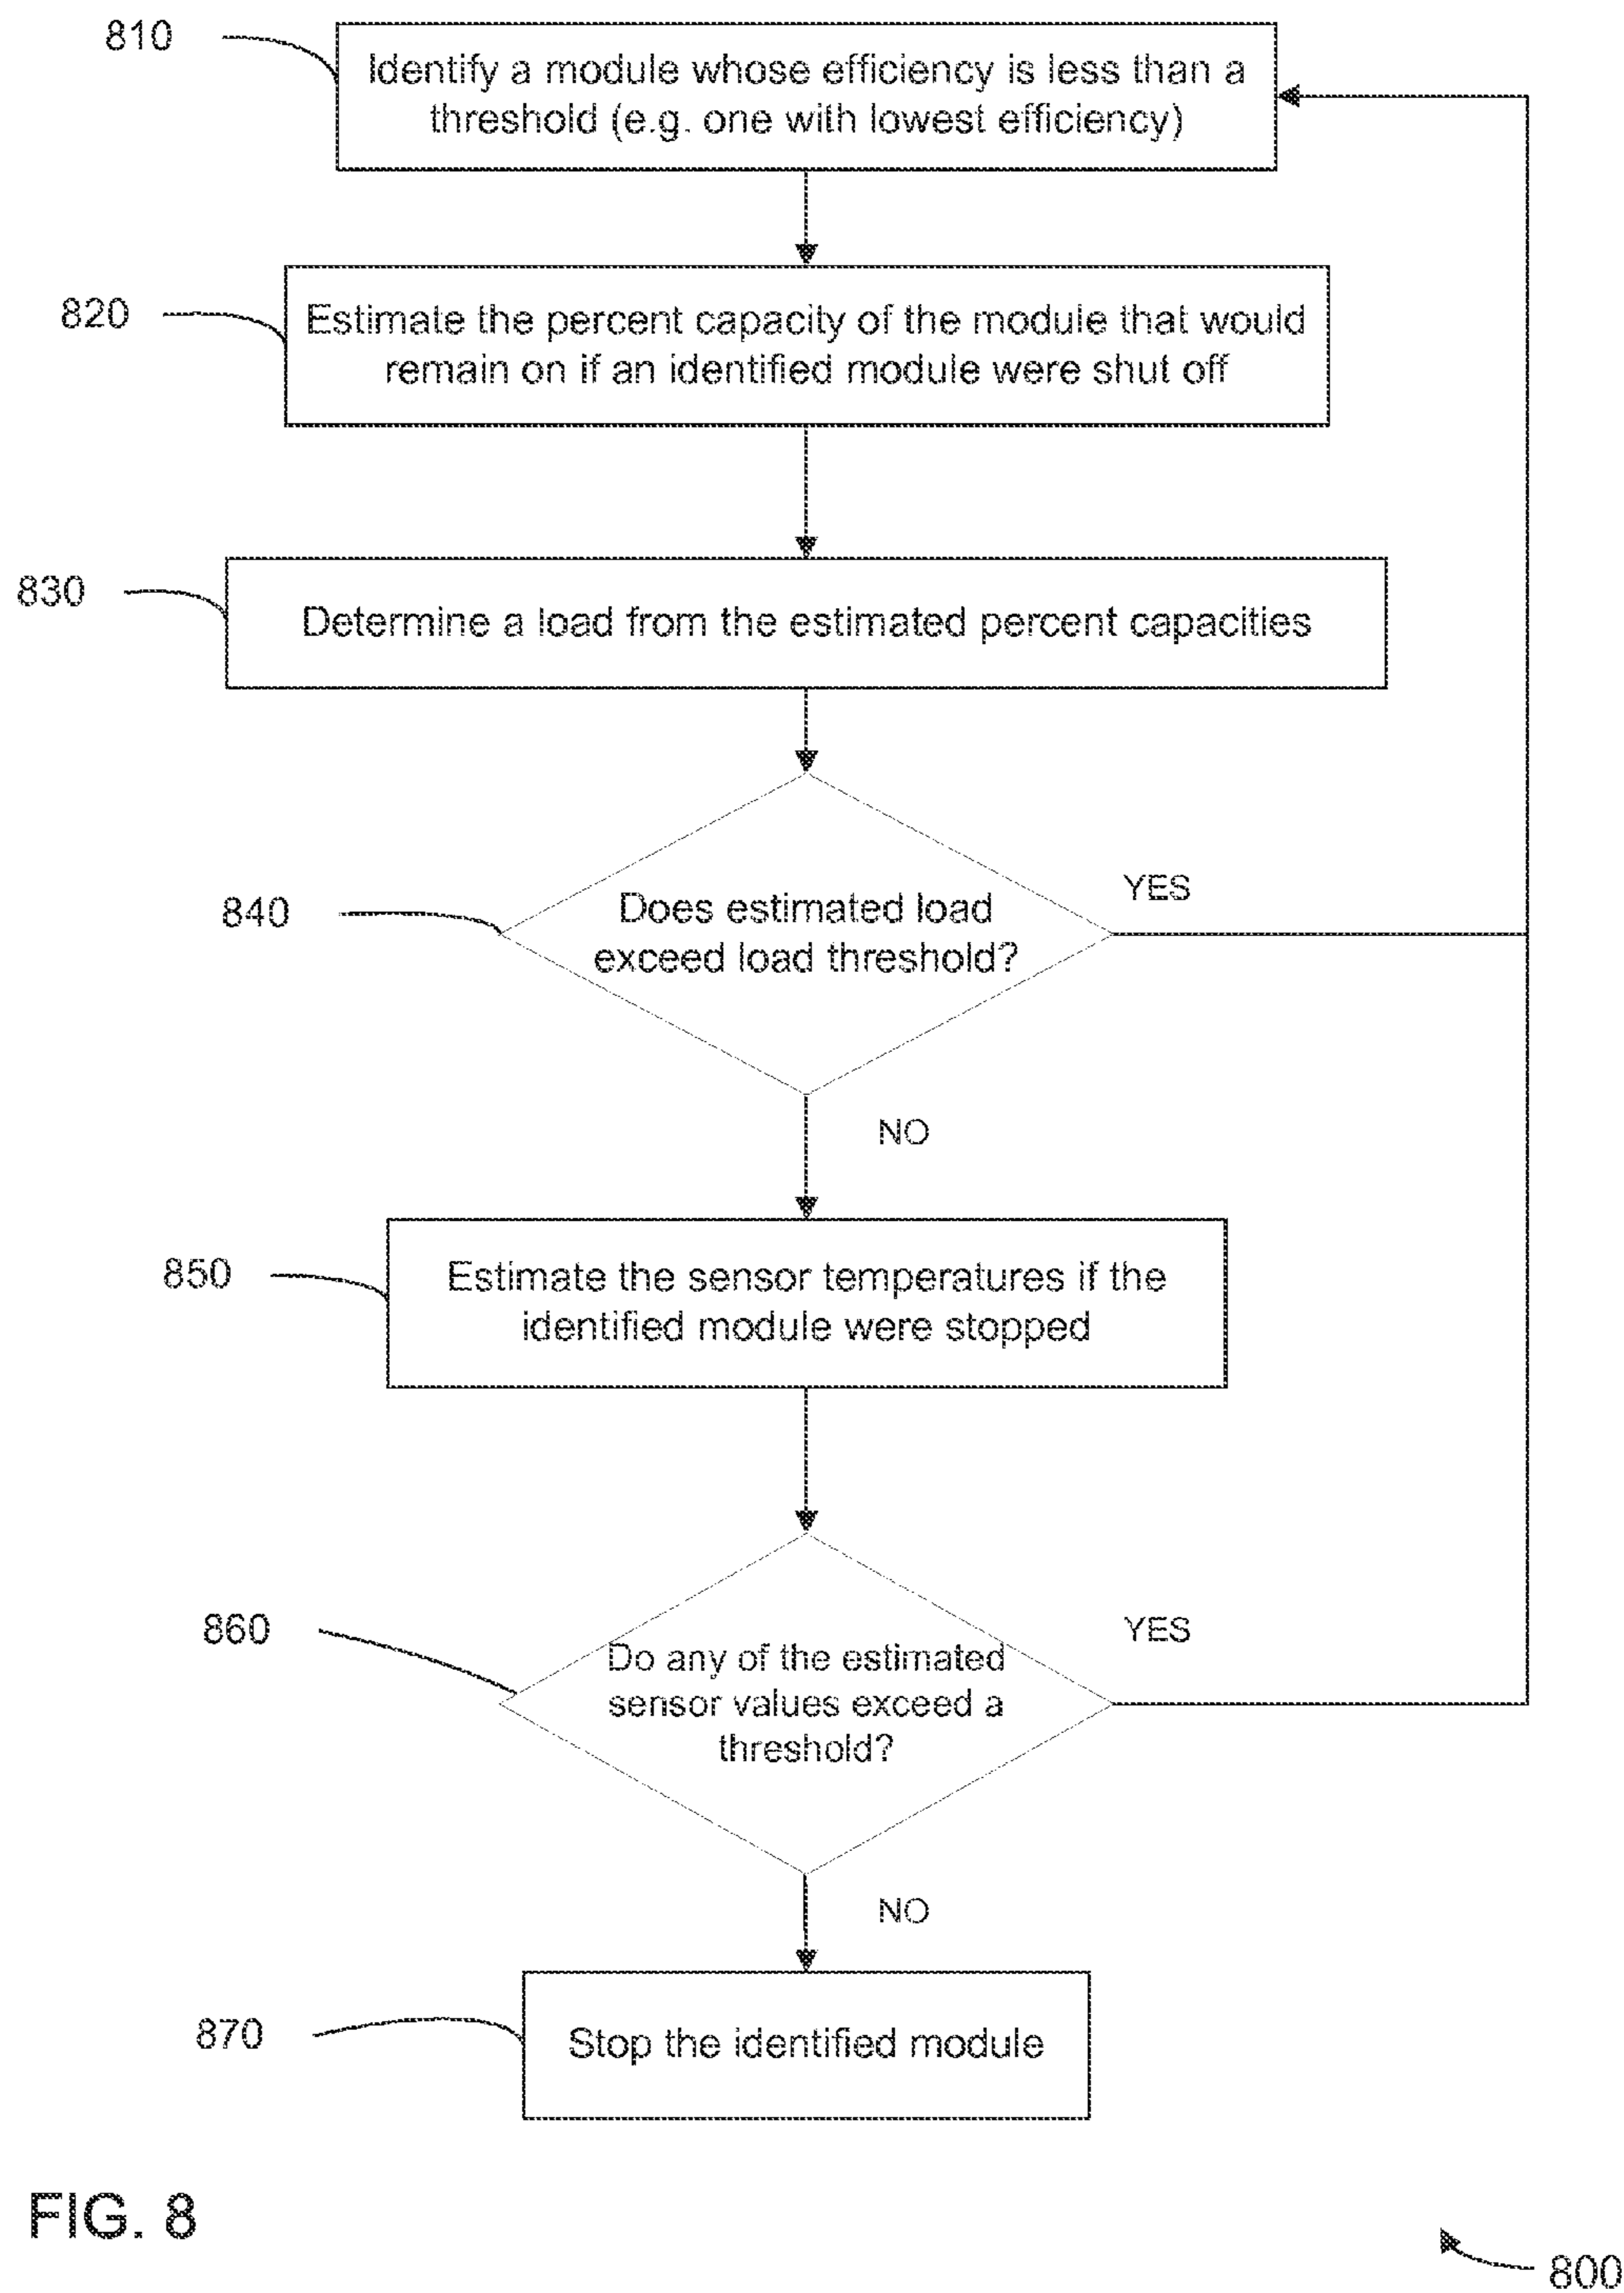 810
Identify a module whose efficiency is less than a
threshold (e.g. one with lowest efficiency)
820
Estimate the percent capacity of the module that would
remain on if an identified module were shut off
830
Determine a load from the estimated percent capacities
840
Does estimated load
exceed load threshold?
YES
NO
850
Estimate the sensor temperatures if the
identified module were stopped
860
Do any of the estimated
sensor values exceed a
threshold?
YES
NO
870
Stop the identified module
FIG. 8
800